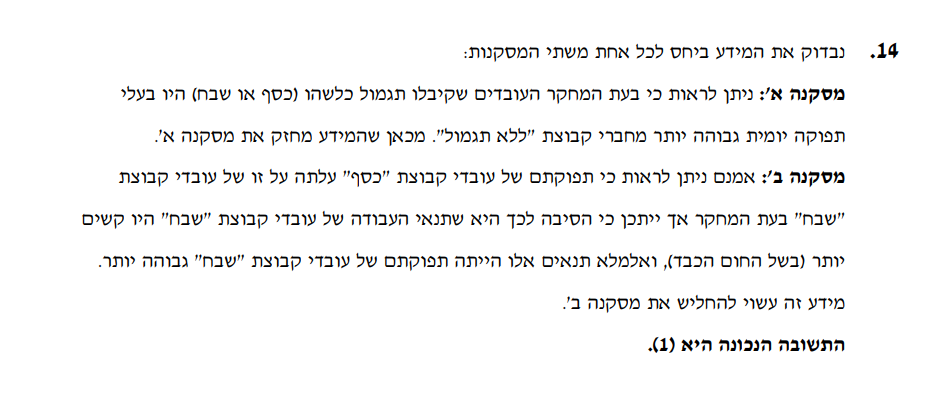 14. נבדוק את המידע ביחס לכל אחת משתי המסקנות:
מסקנה א': ניתן לראות כי בעת המחקר העובדים שקיבלו תגמול כלשהו (כסף או שבח) היו בעלי
תפוקה יומית גבוהה יותר מחברי קבוצת "ללא תגמול". מכאן שהמידע מחזק את מסקנה א'.
מסקנה ב': אמנם ניתן לראות כי תפוקתם של עובדי קבוצת "כסף" עלתה על זו של עובדי קבוצת
"שבח" בעת המחקר אך ייתכן כי הסיבה לכך היא שתנאי העבודה של עובדי קבוצת "שבח" היו קשים
יותר (בשל החום הכבד), ואלמלא תנאים אלו הייתה תפוקתם של עובדי קבוצת "שבח" גבוהה יותר.
מידע זה עשוי להחליש את מסקנה ב'.
התשובה הנכונה היא (1).